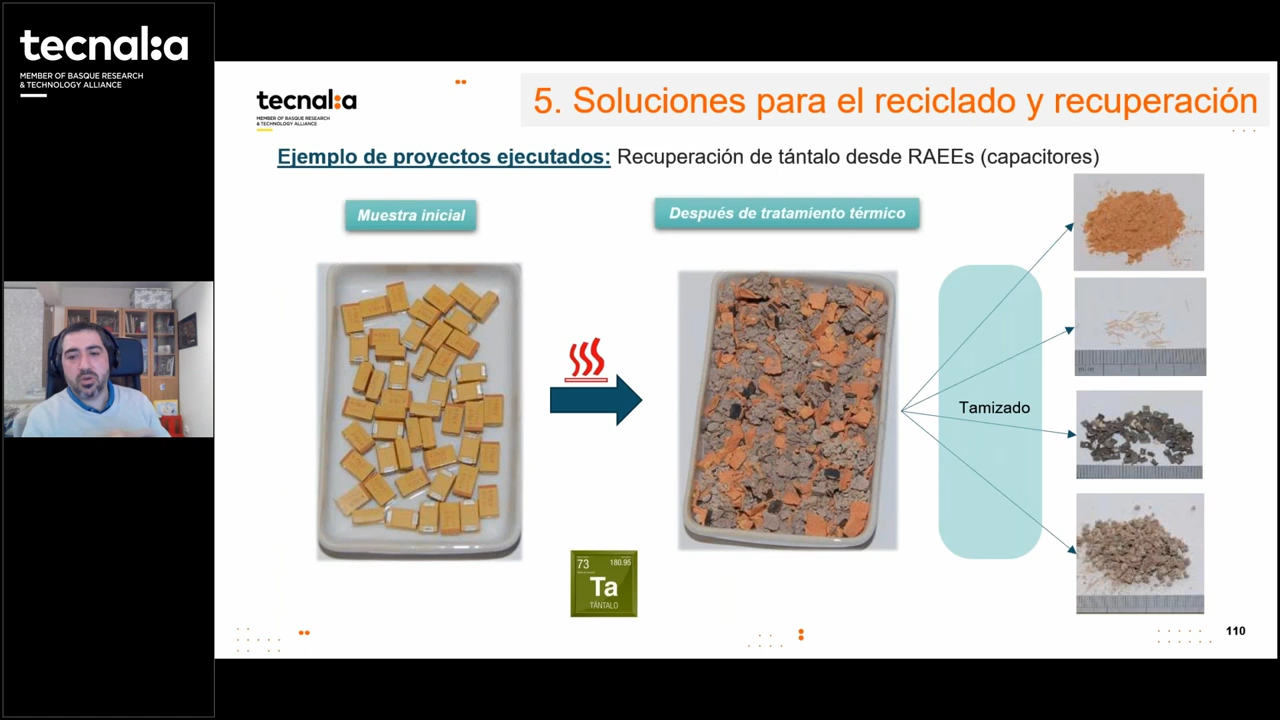 tecnal:a
MEMBER OF BASQUE RESEARCH
& TECHNOLOGY ALLIANCE
tecnal:a
MEMBER OF BASQUE RESEARCH
& TECHNOLOGY ALLIANCE
5. Soluciones para el reciclado y recuperación
Ejemplo de proyectos ejecutados: Recuperación de tántalo desde RAEEs (capacitores)
Muestra inicial
Después de tratamiento térmico
Tamizado
73
180.95
Ta
TÁNTALO
110